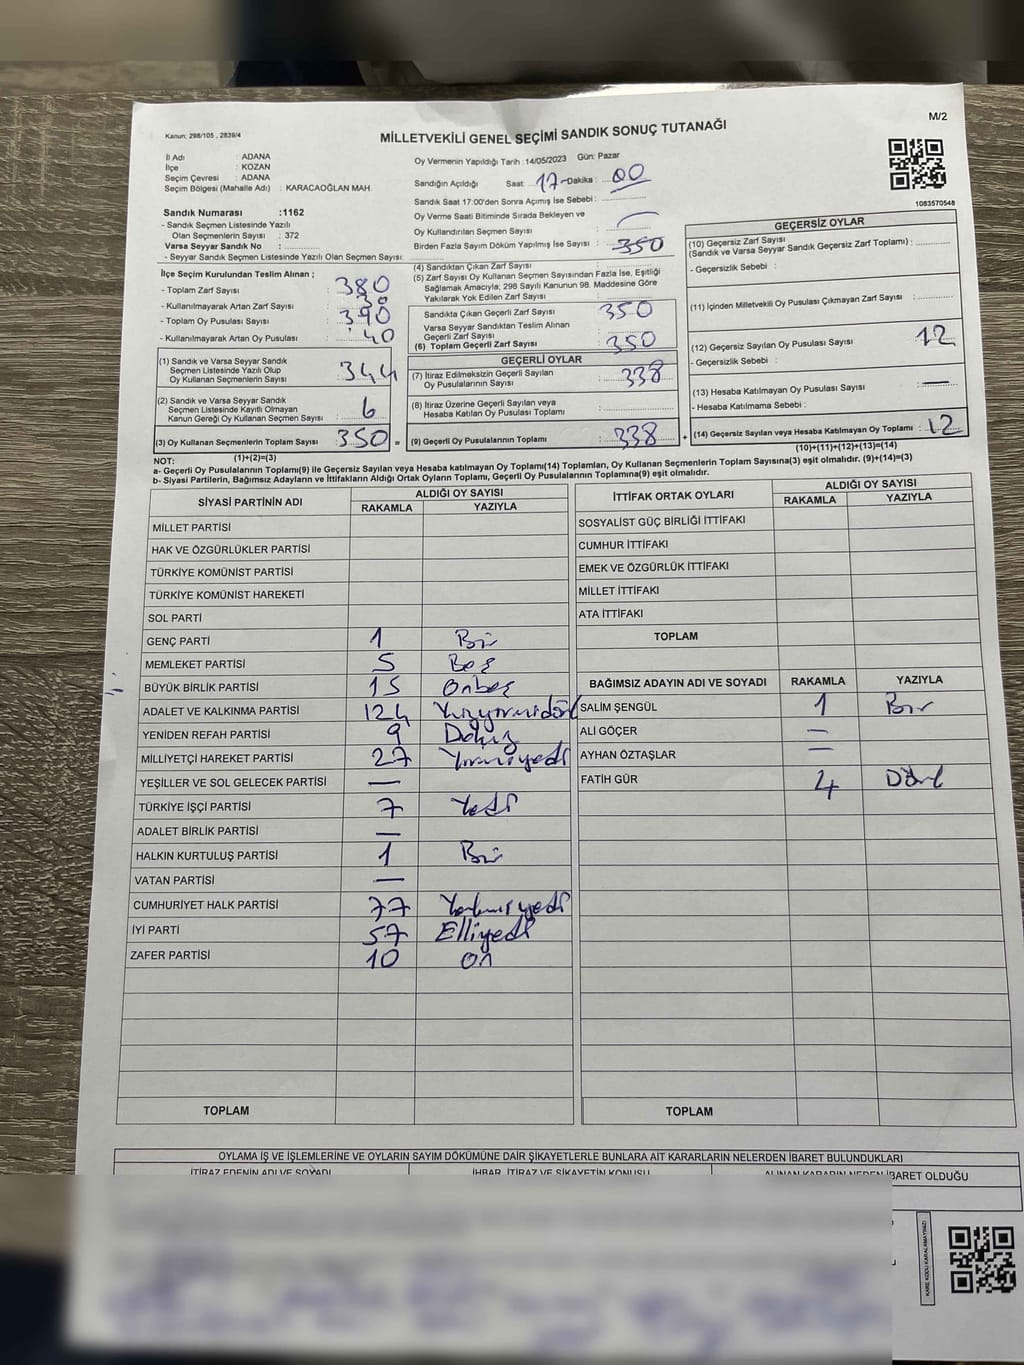 M/2
Kanun; 298/105 , 2839/4
MİLLETVEKİLİ GENEL SEÇİMİ SANDIK SONUÇ TUTANAĞI
İl Adı : ADANA
İlçe : KOZAN
Seçim Çevresi : ADANA
Seçim Bölgesi (Mahalle Adı) : KARACAOĞLAN MAH.
Sandık Numarası :1162
- Sandık Seçmen Listesinde Yazılı
Olan Seçmenlerin Sayısı : 372
Varsa Seyyar Sandık No :
- Seyyar Sandık Seçmen Listesinde Yazılı Olan Seçmen Sayısı:
İlçe Seçim Kurulundan Teslim Alınan ;
- Toplam Zarf Sayısı : 380
- Kullanılmayarak Artan Zarf Sayısı : 30
- Toplam Oy Pusulası Sayısı : 390
- Kullanılmayarak Artan Oy Pusulası : 40
(1) Sandık ve Varsa Seyyar Sandık
Seçmen Listesinde Yazılı Olup
Oy Kullanan Seçmenlerin Sayısı : 344
(2) Sandık ve Varsa Seyyar Sandık
Seçmen Listesinde Kayıtlı Olmayan
Kanun Gereği Oy Kullanan Seçmen Sayısı : 6
(3) Oy Kullanan Seçmenlerin Toplam Sayısı : 350 =
(1)+(2)=(3)
Oy Vermenin Yapıldığı Tarih : 14/05/2023 Gün: Pazar
Sandığın Açıldığı Saat: 17 Dakika : 00
Sandık Saat 17:00'den Sonra Açımış İse Sebebi :
Oy Verme Saati Bitiminde Sırada Bekleyen ve
Oy Kullandırılan Seçmen Sayısı :
Birden Fazla Sayım Döküm Yapılmış İse Sayısı : 350
(4) Sandıktan Çıkan Zarf Sayısı :
(5) Zarf Sayısı Oy Kullanan Seçmen Sayısından Fazla İse, Eşitliği
Sağlamak Amacıyla; 298 Sayılı Kanunun 98. Maddesine Göre
Yakılarak Yok Edilen Zarf Sayısı :
Sandıkta Çıkan Geçerli Zarf Sayısı : 350
Varsa Seyyar Sandıktan Teslim Alınan
Geçerli Zarf Sayısı :
(6) Toplam Geçerli Zarf Sayısı : 350
GEÇERLİ OYLAR
(7) İtiraz Edilmeksizin Geçerli Sayılan
Oy Pusulalarının Sayısı : 338
(8) İtiraz Üzerine Geçerli Sayılan veya
Hesaba Katılan Oy Pusulası Toplamı :
(9) Geçerli Oy Pusulalarının Toplamı : 338 +
1083570548
GEÇERSİZ OYLAR
(10) Geçersiz Zarf Sayısı
(Sandık ve Varsa Seyyar Sandık Geçersiz Zarf Toplamı) :
- Geçersizlik Sebebi :
(11) İçinden Milletvekili Oy Pusulası Çıkmayan Zarf Sayısı :
(12) Geçersiz Sayılan Oy Pusulası Sayısı : 12
- Geçersizlik Sebebi :
(13) Hesaba Katılmayan Oy Pusulası Sayısı : —
- Hesaba Katılmama Sebebi :
(14) Geçersiz Sayılan veya Hesaba Katılmayan Oy Toplamı : 12
(10)+(11)+(12)+(13)=(14)
NOT:
a- Geçerli Oy Pusulalarının Toplamı(9) ile Geçersiz Sayılan veya Hesaba katılmayan Oy Toplamı(14) Toplamları, Oy Kullanan Seçmenlerin Toplam Sayısına(3) eşit olmalıdır. (9)+(14)=(3)
b- Siyasi Partilerin, Bağımsız Adayların ve İttifakların Aldığı Ortak Oyların Toplamı, Geçerli Oy Pusulalarının Toplamına(9) eşit olmalıdır.
SİYASİ PARTİNİN ADI ALDIĞI OY SAYISI
RAKAMLA YAZIYLA
MİLLET PARTİSİ
HAK VE ÖZGÜRLÜKLER PARTİSİ
TÜRKİYE KOMÜNİST PARTİSİ
TÜRKİYE KOMÜNİST HAREKETİ
SOL PARTİ
GENÇ PARTİ 1 Bir
MEMLEKET PARTİSİ 5 Beş
BÜYÜK BİRLİK PARTİSİ 15 Onbeş
ADALET VE KALKINMA PARTİSİ 124 Yüzyirmidört
YENİDEN REFAH PARTİSİ 9 Dokuz
MİLLİYETÇİ HAREKET PARTİSİ 27 Yirmiyedi
YEŞİLLER VE SOL GELECEK PARTİSİ —
TÜRKİYE İŞÇİ PARTİSİ 7 Yedi
ADALET BİRLİK PARTİSİ —
HALKIN KURTULUŞ PARTİSİ 1 Bir
VATAN PARTİSİ —
CUMHURİYET HALK PARTİSİ 77 Yetmişyedi
İYİ PARTİ 57 Elliyedi
ZAFER PARTİSİ 10 On
TOPLAM
İTTİFAK ORTAK OYLARI ALDIĞI OY SAYISI
RAKAMLA YAZIYLA
SOSYALİST GÜÇ BİRLİĞİ İTTİFAKI
CUMHUR İTTİFAKI
EMEK VE ÖZGÜRLÜK İTTİFAKI
MİLLET İTTİFAKI
ATA İTTİFAKI
TOPLAM
BAĞIMSIZ ADAYIN ADI VE SOYADI RAKAMLA YAZIYLA
SALİM ŞENGÜL 1 Bir
ALİ GÖÇER —
AYHAN ÖZTAŞLAR —
FATİH GÜR 4 Dört
TOPLAM
OYLAMA İŞ VE İŞLEMLERİNE VE OYLARIN SAYIM DÖKÜMÜNE DAİR ŞİKAYETLERLE BUNLARA AİT KARARLARIN NELERDEN İBARET BULUNDUKLARI
İTİRAZ EDENİN ADI VE SOYADI İHBAR, İTİRAZ VE ŞİKAYETİN KONUSU ALINAN KARARIN NEDEN İBARET OLDUĞU
KARE KODU KARALAMAYINIZ!